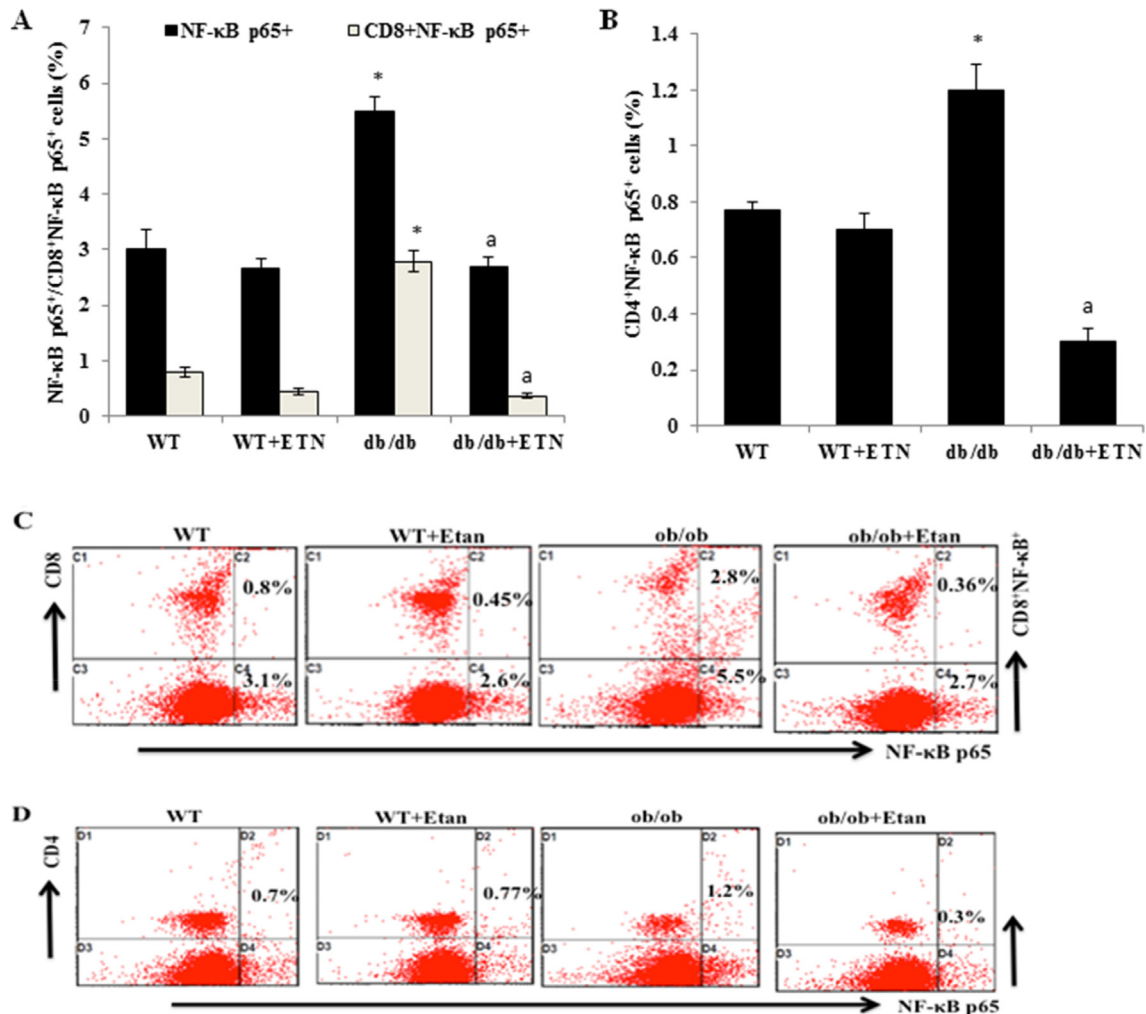 A
NF-κB p65+
CD8+NF-κB p65+
NF-κB p65⁺/CD8⁺NF-κB p65⁺ cells (%)
7
6
5
4
3
2
1
0
*
*
a
a
WT
WT+ETN
db/db
db/db+ETN
B
CD4⁺NF-κB p65⁺ cells (%)
1.4
1.2
1
0.8
0.6
0.4
0.2
0
*
a
WT
WT+ETN
db/db
db/db+ETN
C
CD8
WT
WT+Etan
ob/ob
ob/ob+Etan
C1
C2
0.8%
C3
C4
3.1%
C1
C2
0.45%
C3
C4
2.6%
C1
C2
2.8%
C3
C4
5.5%
C1
C2
0.36%
C3
C4
2.7%
CD8⁺NF-κB⁺
NF-κB p65
D
CD4
WT
WT+Etan
ob/ob
ob/ob+Etan
D1
D2
0.7%
D3
D4
D1
D2
0.77%
D3
D4
D1
D2
1.2%
D3
D4
D1
D2
0.3%
D3
D4
NF-κB p65